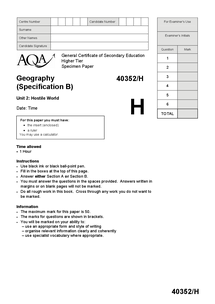 Centre Number
Candidate Number
For Examiner's Use
Surname
Other Names
Candidate Signature
Examiner's Initials
Question Mark
1
2
3
4
5
6
TOTAL
AQA
General Certificate of Secondary Education
Higher Tier
Specimen Paper
Geography 40352/H
(Specification B)
Unit 2: Hostile World
H
Date: Time
For this paper you must have:
• the insert (enclosed)
• a ruler
You may use a calculator
Time allowed
• 1 Hour
Instructions
• Use black ink or black ball-point pen.
• Fill in the boxes at the top of this page.
• Answer either Section A or Section B.
• You must answer the questions in the spaces provided. Answers written in
margins or on blank pages will not be marked.
• Do all rough work in this book. Cross through any work you do not want to
be marked.
Information
• The maximum mark for this paper is 50.
• The marks for questions are shown in brackets.
• You will be marked on your ability to:
– use an appropriate form and style of writing
– organise relevant information clearly and coherently
– use specialist vocabulary where appropriate.
40352/H